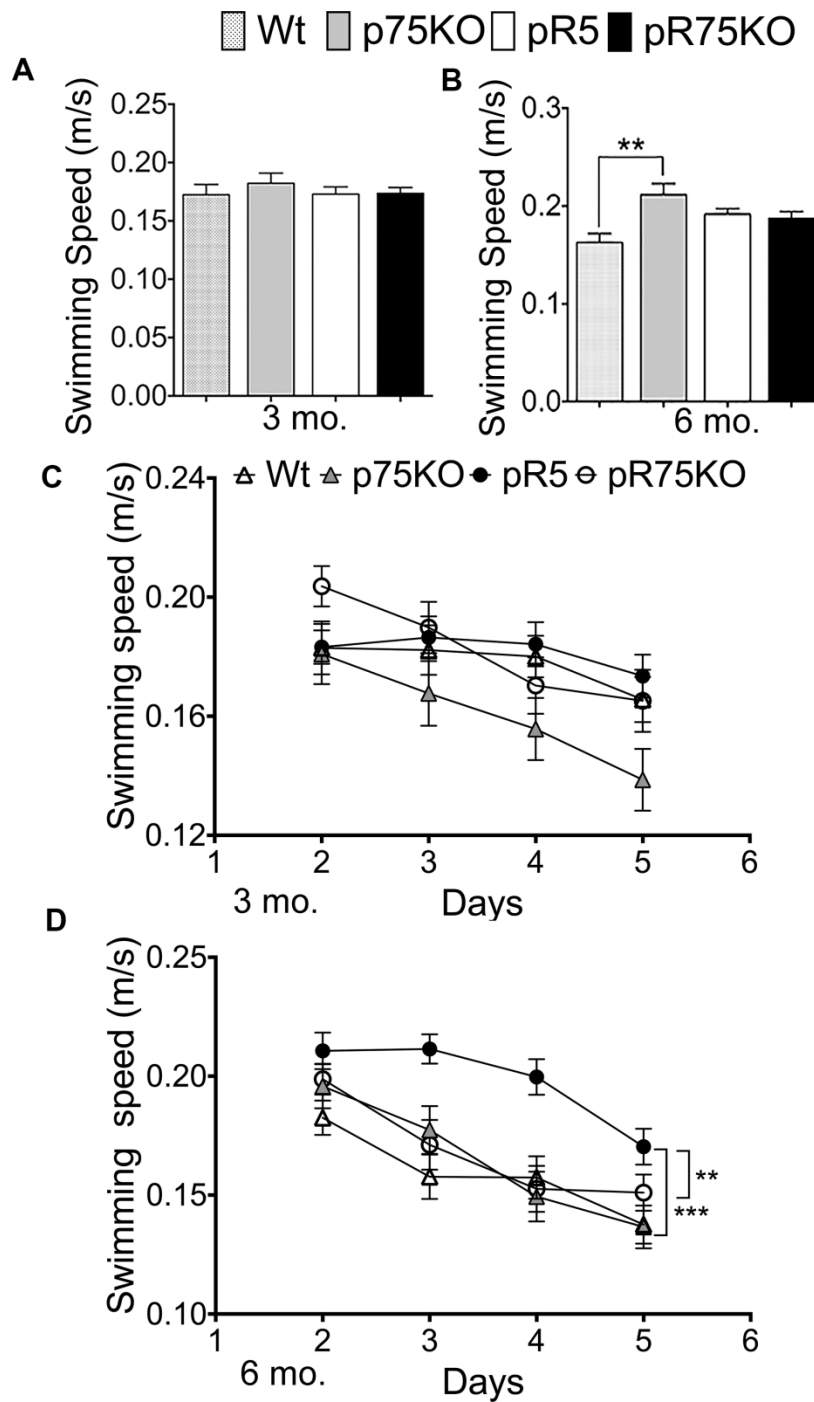 Wt p75KO pR5 pR75KO
A
Swimming Speed (m/s)
0.25
0.20
0.15
0.10
0.05
0.00
3 mo.
B
Swimming Speed (m/s)
0.3
0.2
0.1
0.0
**
6 mo.
C
Wt p75KO pR5 pR75KO
Swimming speed (m/s)
0.24
0.20
0.16
0.12
1 2 3 4 5 6
3 mo. Days
D
Swimming speed (m/s)
0.25
0.20
0.15
0.10
**
***
1 2 3 4 5 6
6 mo. Days